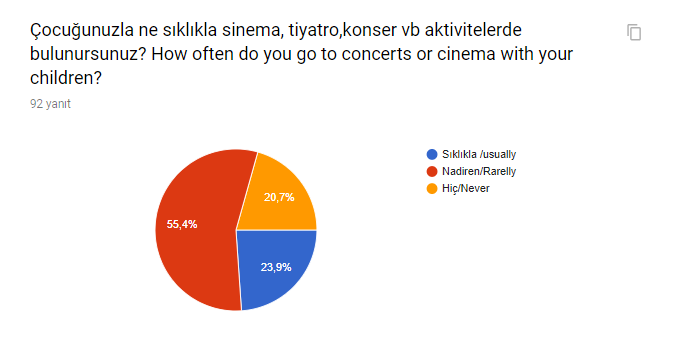 Çocuğunuzla ne sıklıkla sinema, tiyatro,konser vb aktivitelerde
bulunursunuz? How often do you go to concerts or cinema with your
children?
92 yanıt
Sıklıkla /usually
Nadiren/Rarelly
Hiç/Never
20,7%
55,4%
23,9%